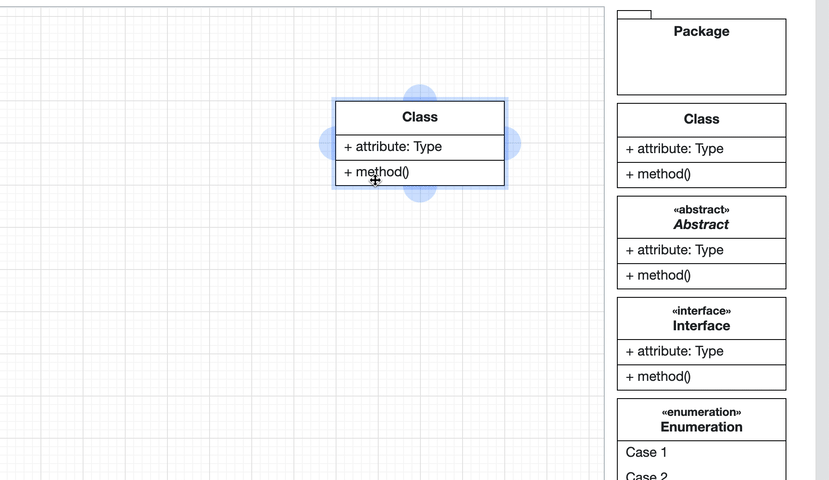 Class
+ attribute: Type
+ method()
Package
Class
+ attribute: Type
+ method()
«abstract»
Abstract
+ attribute: Type
+ method()
«interface»
Interface
+ attribute: Type
+ method()
«enumeration»
Enumeration
Case 1
Case 2